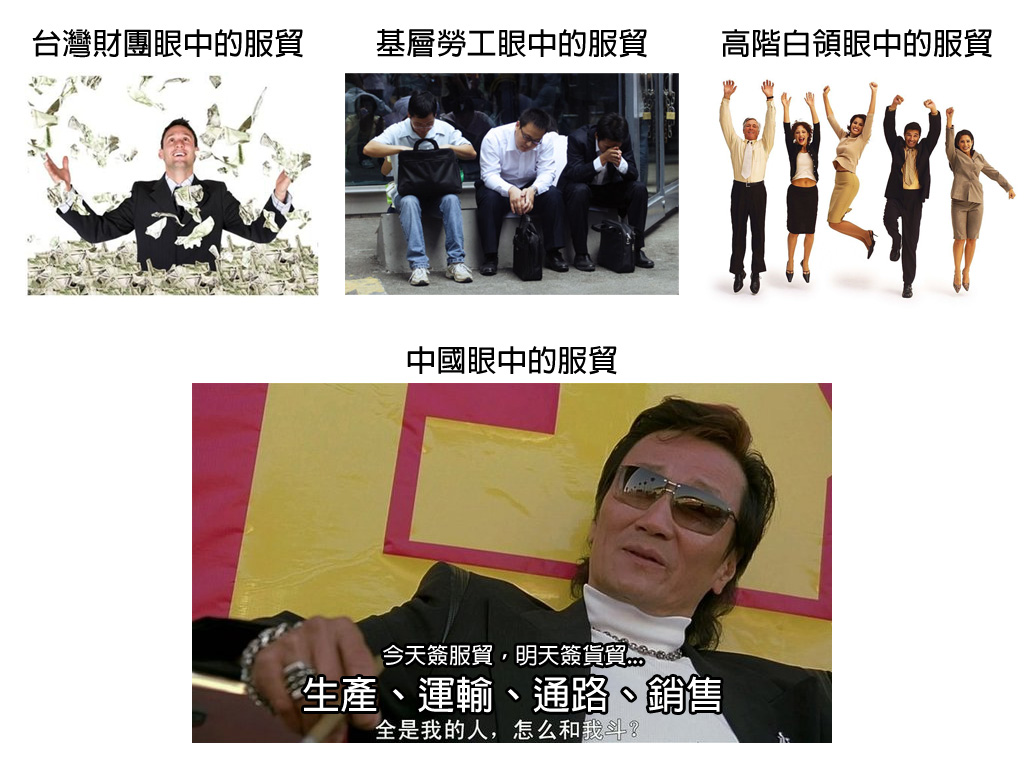 台灣財團眼中的服貿
基層勞工眼中的服貿
高階白領眼中的服貿
中國眼中的服貿
今天簽服貿，明天簽貨貿...
生產、運輸、通路、銷售
全是我的人，怎么和我斗？